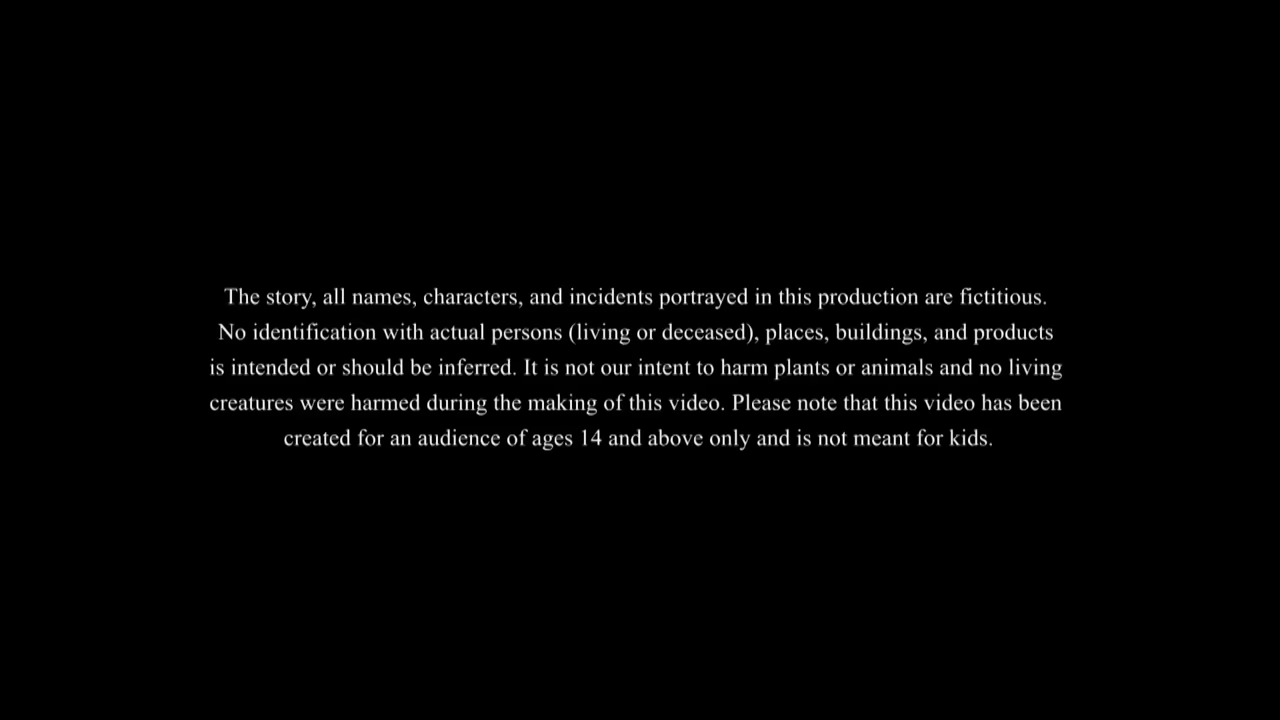 The story, all names, characters, and incidents portrayed in this production are fictitious.
No identification with actual persons (living or deceased), places, buildings, and products
is intended or should be inferred. It is not our intent to harm plants or animals and no living
creatures were harmed during the making of this video. Please note that this video has been
created for an audience of ages 14 and above only and is not meant for kids.